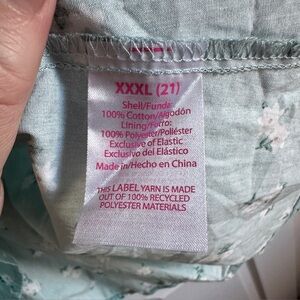 XXXL (21)
Shell/Funda:
100% Cotton/Algodón
Lining/Forro:
100% Polyester/Poliéster
Exclusive of Elastic
Exclusivo del Elástico
Made in/Hecho en China
THIS LABEL YARN IS MADE
OUT OF 100% RECYCLED
POLYESTER MATERIALS